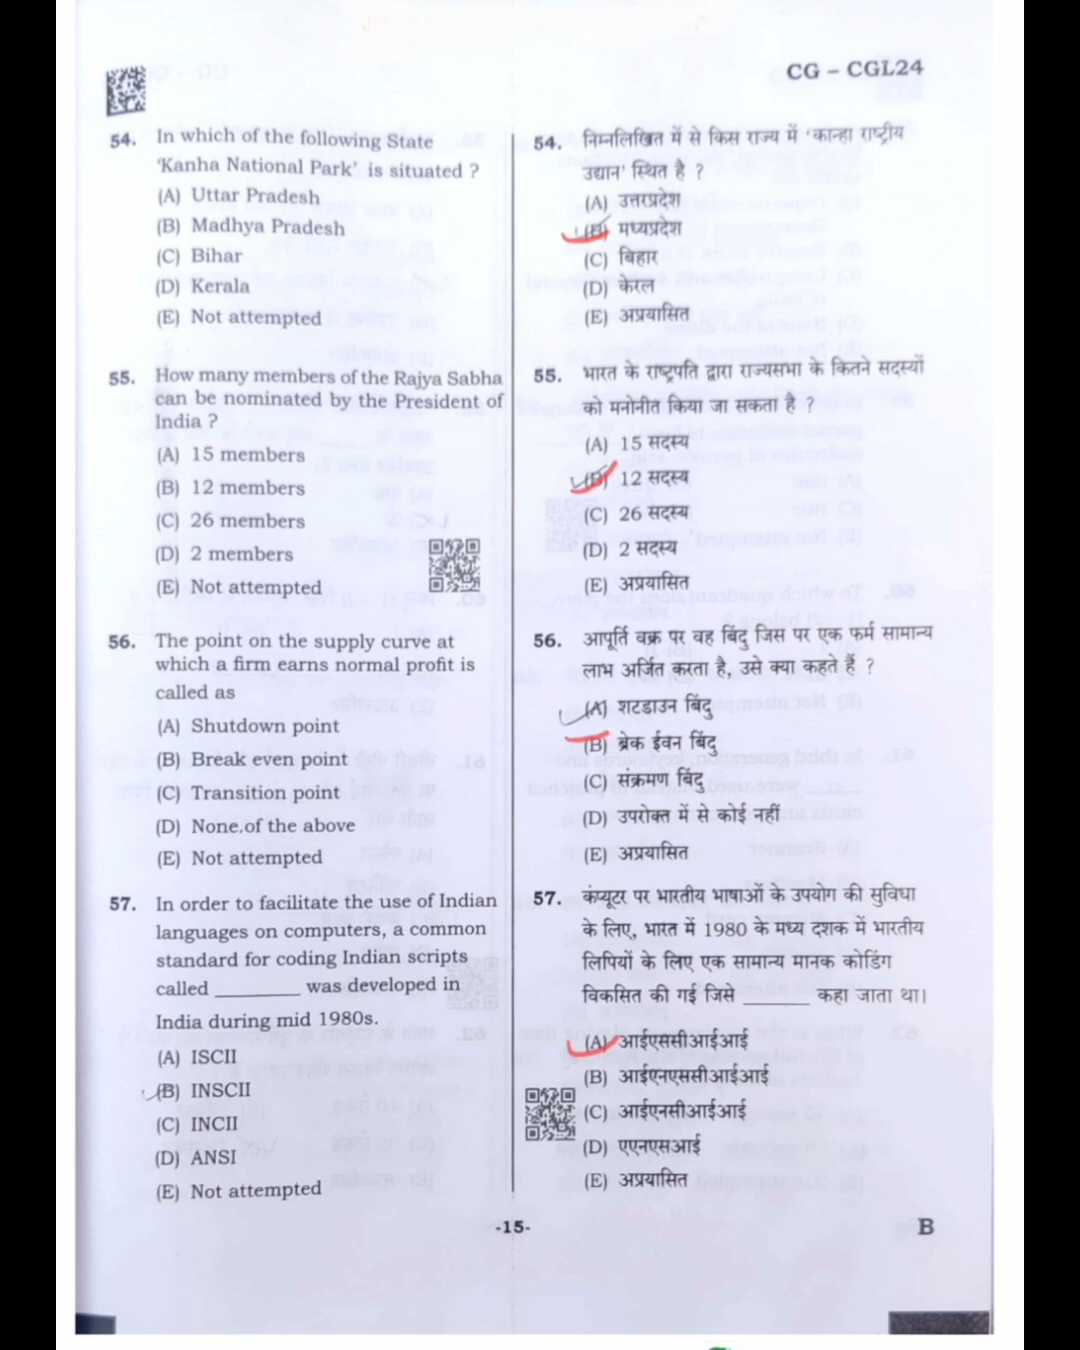 CG – CGL24
54. In which of the following State
'Kanha National Park' is situated ?
(A) Uttar Pradesh
(B) Madhya Pradesh
(C) Bihar
(D) Kerala
(E) Not attempted
55. How many members of the Rajya Sabha
can be nominated by the President of
India ?
(A) 15 members
(B) 12 members
(C) 26 members
(D) 2 members
(E) Not attempted
56. The point on the supply curve at
which a firm earns normal profit is
called as
(A) Shutdown point
(B) Break even point
(C) Transition point
(D) None of the above
(E) Not attempted
57. In order to facilitate the use of Indian
languages on computers, a common
standard for coding Indian scripts
called ________ was developed in
India during mid 1980s.
(A) ISCII
(B) INSCII
(C) INCII
(D) ANSI
(E) Not attempted
54. निम्नलिखित में से किस राज्य में 'कान्हा राष्ट्रीय
उद्यान' स्थित है ?
(A) उत्तरप्रदेश
(B) मध्यप्रदेश
(C) बिहार
(D) केरल
(E) अप्रयासित
55. भारत के राष्ट्रपति द्वारा राज्यसभा के कितने सदस्यों
को मनोनीत किया जा सकता है ?
(A) 15 सदस्य
(B) 12 सदस्य
(C) 26 सदस्य
(D) 2 सदस्य
(E) अप्रयासित
56. आपूर्ति वक्र पर वह बिंदु जिस पर एक फर्म सामान्य
लाभ अर्जित करता है, उसे क्या कहते हैं ?
(A) शटडाउन बिंदु
(B) ब्रेक ईवन बिंदु
(C) संक्रमण बिंदु
(D) उपरोक्त में से कोई नहीं
(E) अप्रयासित
57. कंप्यूटर पर भारतीय भाषाओं के उपयोग की सुविधा
के लिए, भारत में 1980 के मध्य दशक में भारतीय
लिपियों के लिए एक सामान्य मानक कोडिंग
विकसित की गई जिसे ______ कहा जाता था।
(A) आईएससीआईआई
(B) आईएनएससीआईआई
(C) आईएनसीआईआई
(D) एएनएसआई
(E) अप्रयासित
-15-
B